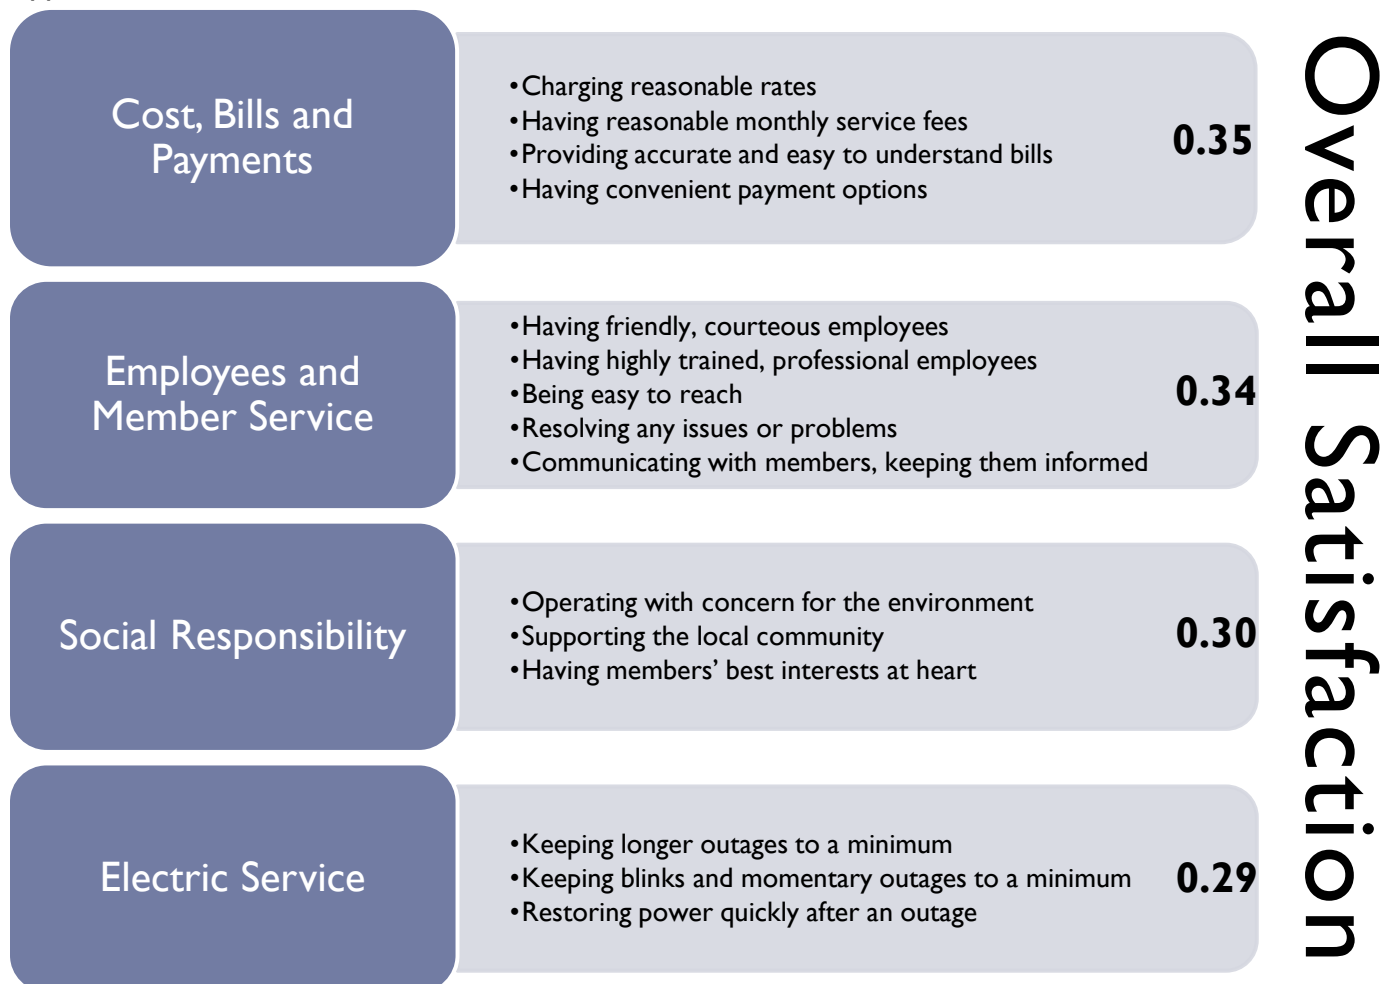 Cost, Bills and
Payments
•Charging reasonable rates
•Having reasonable monthly service fees
•Providing accurate and easy to understand bills
•Having convenient payment options
0.35
Employees and
Member Service
•Having friendly, courteous employees
•Having highly trained, professional employees
•Being easy to reach
•Resolving any issues or problems
•Communicating with members, keeping them informed
0.34
Social Responsibility
•Operating with concern for the environment
•Supporting the local community
•Having members’ best interests at heart
0.30
Electric Service
•Keeping longer outages to a minimum
•Keeping blinks and momentary outages to a minimum
•Restoring power quickly after an outage
0.29
Overall Satisfaction